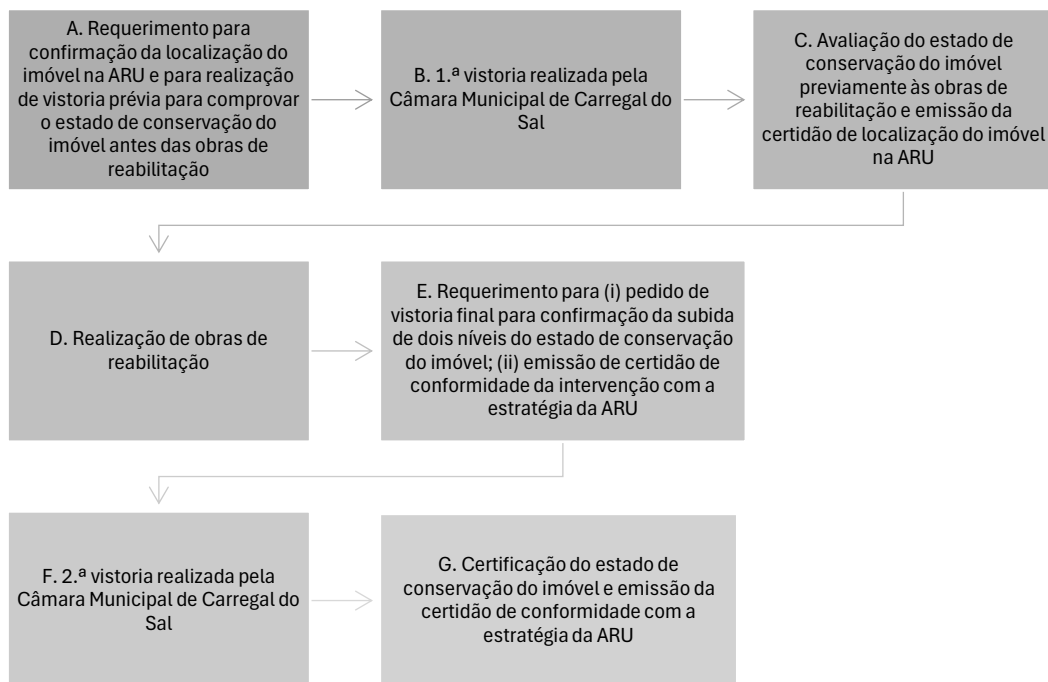 A. Requerimento para
confirmação da localização do
imóvel na ARU e para realização
de vistoria prévia para comprovar
o estado de conservação do
imóvel antes das obras de
reabilitação
B. 1.ª vistoria realizada pela
Câmara Municipal de Carregal do
Sal
C. Avaliação do estado de
conservação do imóvel
previamente às obras de
reabilitação e emissão da
certidão de localização do imóvel
na ARU
D. Realização de obras de
reabilitação
E. Requerimento para (i) pedido de
vistoria final para confirmação da subida
de dois níveis do estado de conservação
do imóvel; (ii) emissão de certidão de
conformidade da intervenção com a
estratégia da ARU
F. 2.ª vistoria realizada pela
Câmara Municipal de Carregal do
Sal
G. Certificação do estado de
conservação do imóvel e emissão da
certidão de conformidade com a
estratégia da ARU